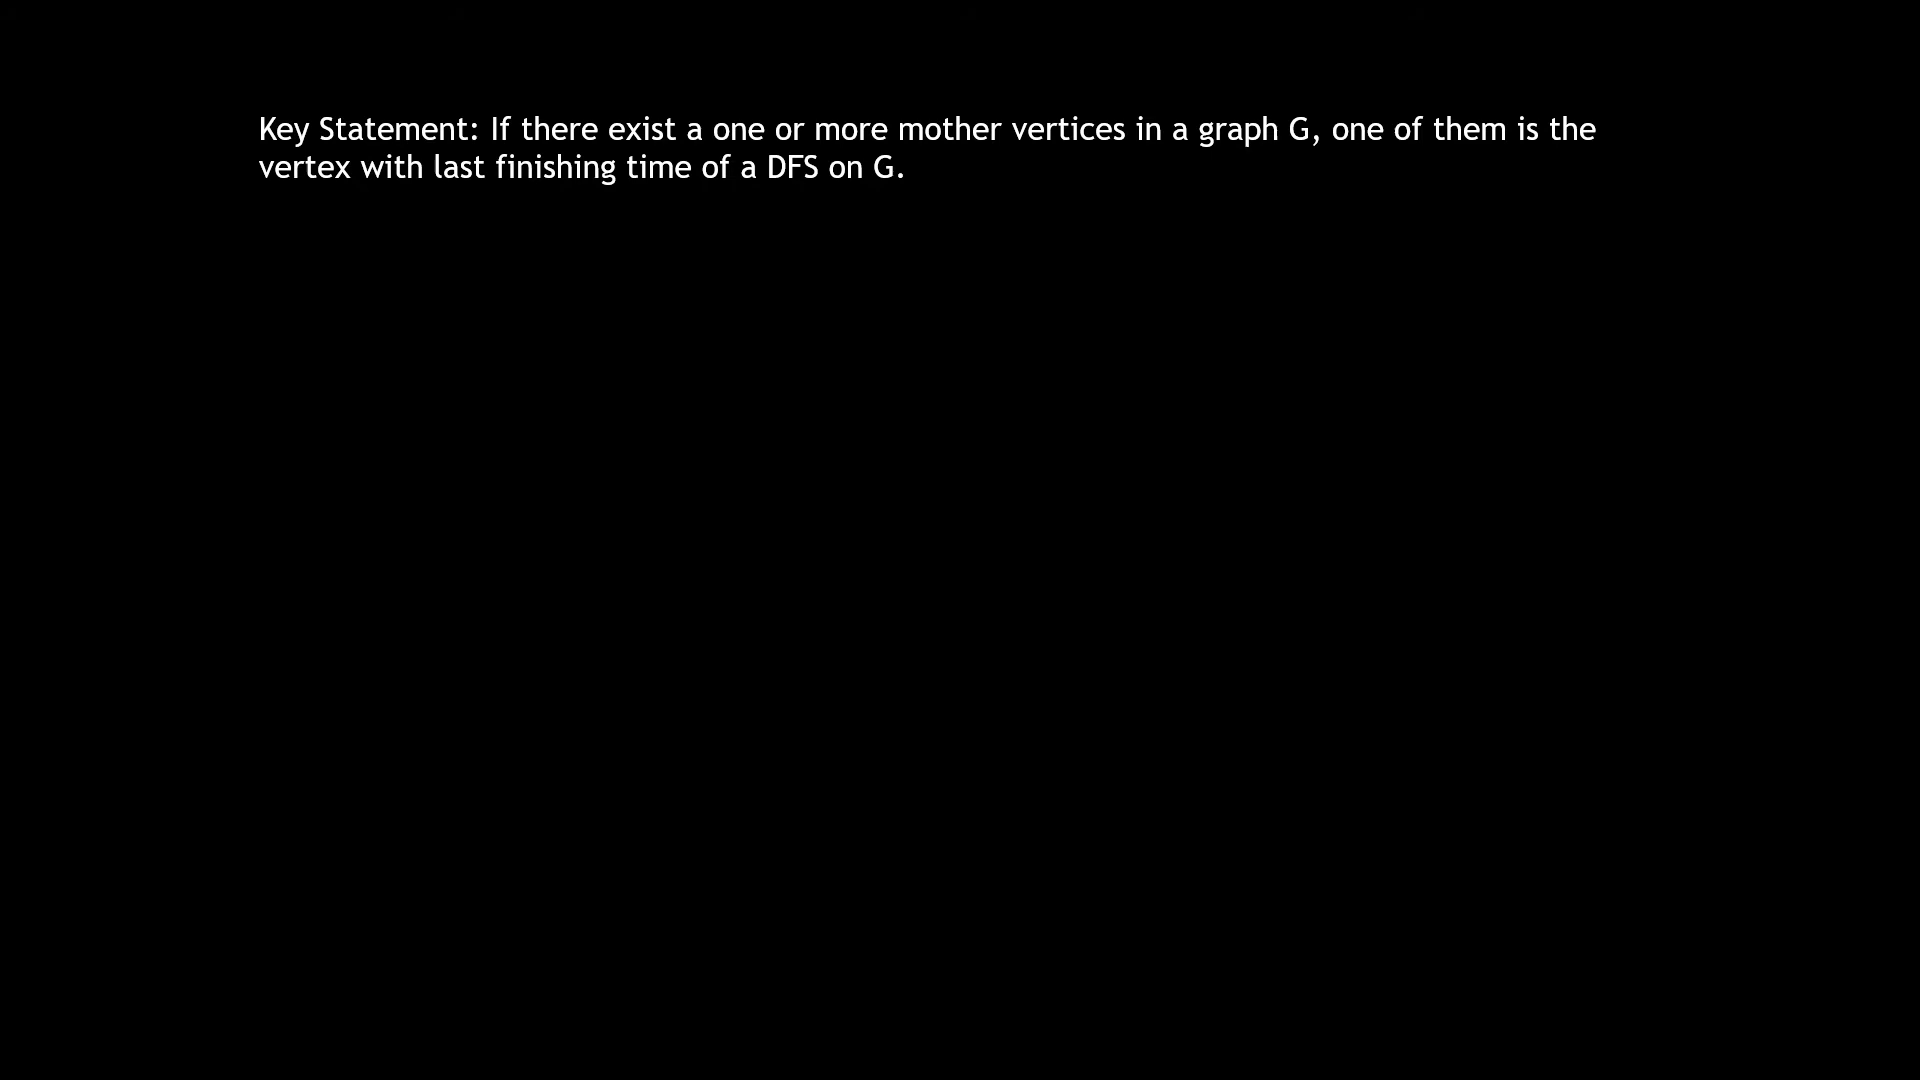 Key Statement: If there exist a one or more mother vertices in a graph G, one of them is the
vertex with last finishing time of a DFS on G.